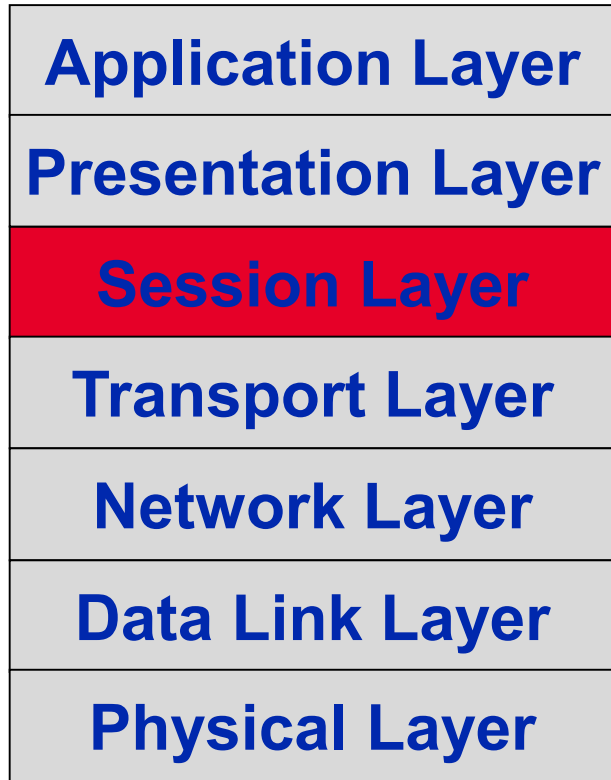 Application Layer
Presentation Layer
Session Layer
Transport Layer
Network Layer
Data Link Layer
Physical Layer